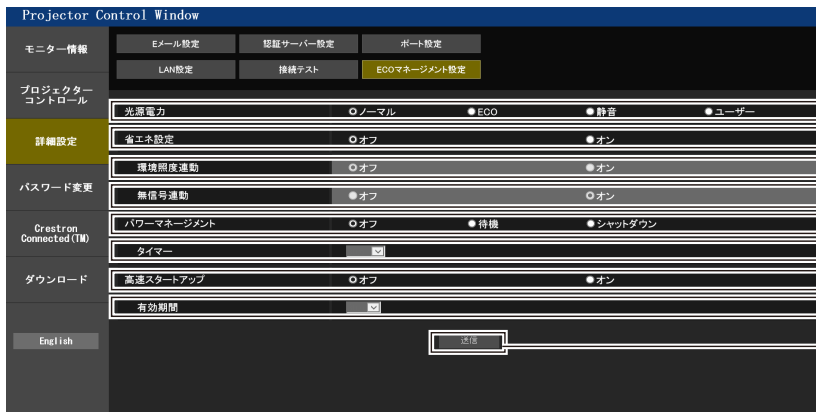 Projector Control Window
モニター情報
プロジェクター
コントロール
詳細設定
パスワード変更
Crestron
Connected(TM)
ダウンロード
English
Eメール設定 認証サーバー設定 ポート設定
LAN設定 接続テスト ECOマネージメント設定
光源電力 ノーマル ECO 静音 ユーザー
省エネ設定 オフ オン
環境照度連動 オフ オン
無信号連動 オフ オン
パワーマネージメント オフ 待機 シャットダウン
タイマー
高速スタートアップ オフ オン
有効期間
送信